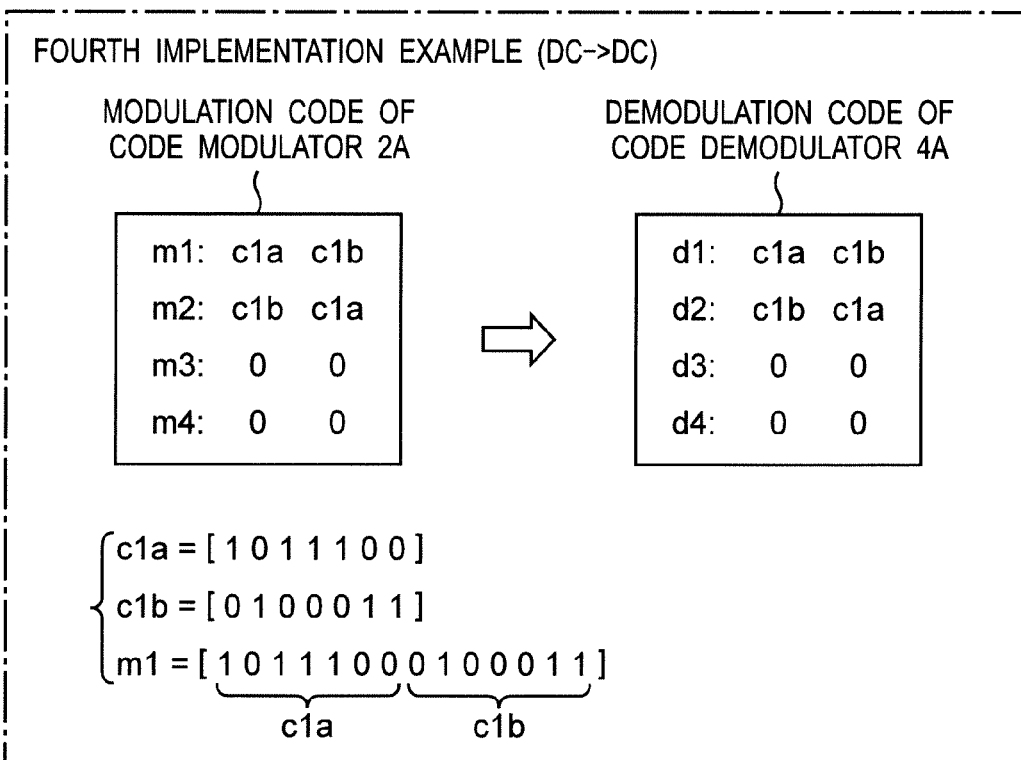 FOURTH IMPLEMENTATION EXAMPLE (DC->DC)
MODULATION CODE OF
CODE MODULATOR 2A
m1: c1a c1b
m2: c1b c1a
m3: 0 0
m4: 0 0
DEMODULATION CODE OF
CODE DEMODULATOR 4A
d1: c1a c1b
d2: c1b c1a
d3: 0 0
d4: 0 0
c1a = [ 1 0 1 1 1 0 0 ]
c1b = [ 0 1 0 0 0 1 1 ]
m1 = [ 1 0 1 1 1 0 0 0 1 0 0 0 1 1 ]
c1a c1b